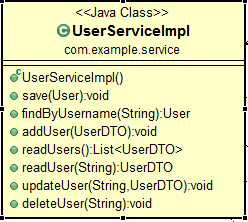 <<Java Class>>
UserServiceImpl
com.example.service
UserServiceImpl()
save(User):void
findByUsername(String):User
addUser(UserDTO):void
readUsers():List<UserDTO>
readUser(String):UserDTO
updateUser(String,UserDTO):void
deleteUser(String):void